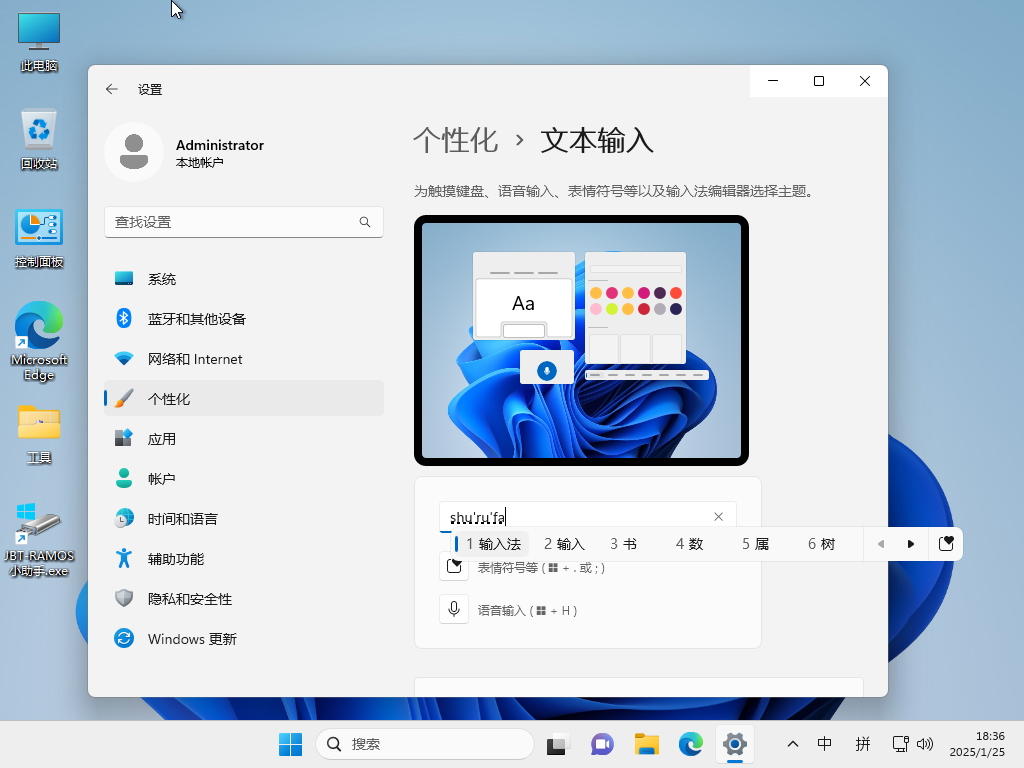 此电脑
回收站
控制面板
Microsoft
Edge
工具
JBT-RAMOS
小助手.exe
设置
Administrator
本地帐户
查找设置
系统
蓝牙和其他设备
网络和 Internet
个性化
应用
帐户
时间和语言
辅助功能
隐私和安全性
Windows 更新
个性化 › 文本输入
为触摸键盘、语音输入、表情符号等以及输入法编辑器选择主题。
Aa
shu'ru'fa
1 输入法 2 输入 3 书 4 数 5 属 6 树
表情符号等 ( + . 或 ; )
语音输入 ( + H )
搜索
中
拼
18:36
2025/1/25